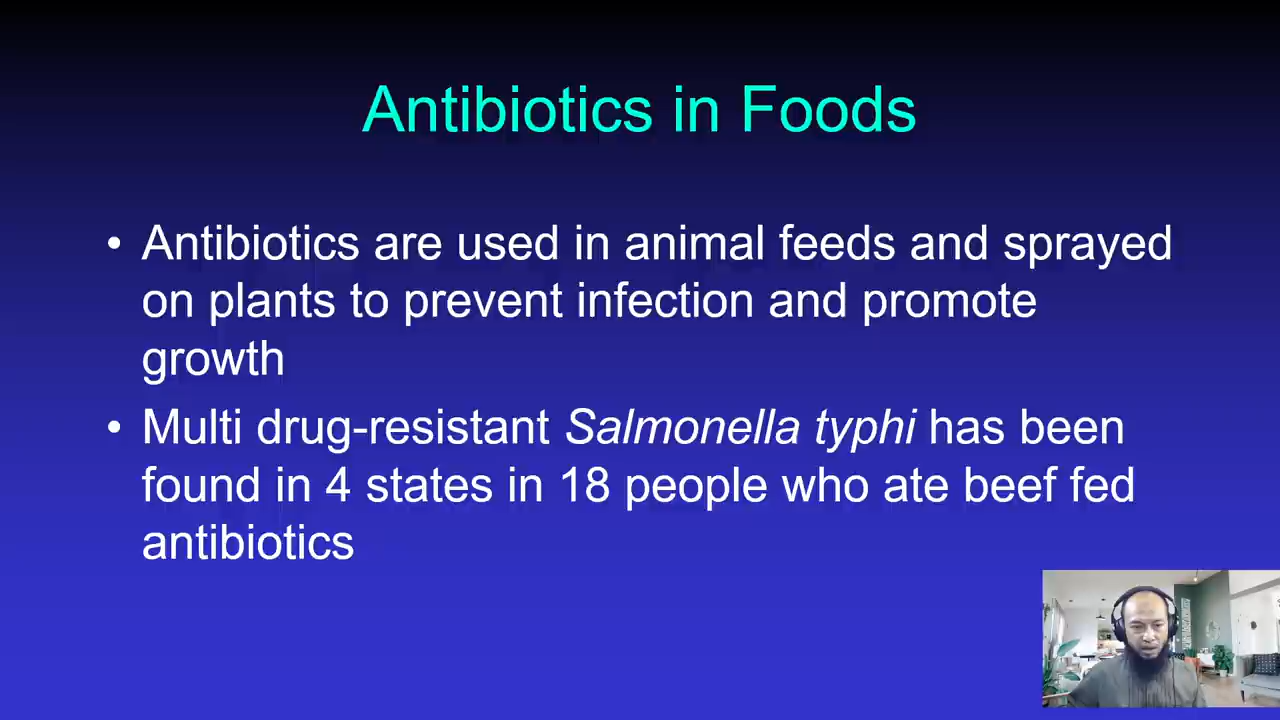 Antibiotics in Foods
• Antibiotics are used in animal feeds and sprayed
on plants to prevent infection and promote
growth
• Multi drug-resistant Salmonella typhi has been
found in 4 states in 18 people who ate beef fed
antibiotics